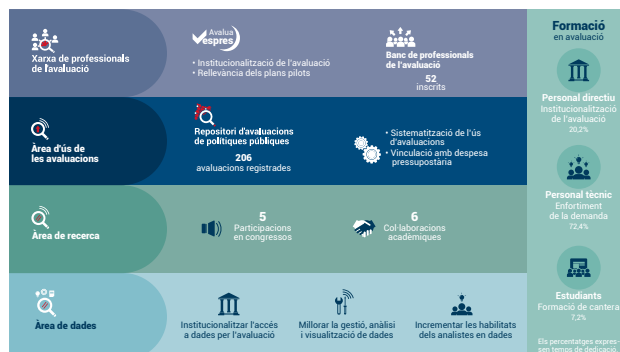 Xarxa de professionals
de l'avaluació
Avalua
espres
• Institucionalització de l'avaluació
• Rellevància dels plans pilots
Banc de professionals
de l'avaluació
52
inscrits
Àrea d'ús de
les avaluacions
Repositori d'avaluacions
de polítiques públiques
206
avaluacions registrades
• Sistematització de l'ús
d'avaluacions
• Vinculació amb despesa
pressupostària
Àrea de recerca
5
Participacions
en congressos
6
Col·laboracions
acadèmiques
Àrea de dades
Institucionalitzar l'accés
a dades per l'avaluació
Millorar la gestió, anàlisi
i visualització de dades
Incrementar les habilitats
dels analistes en dades
Formació
en avaluació
Personal directiu
Institucionalització
de l'avaluació
20,2%
Personal tècnic
Enfortiment
de la demanda
72,4%
Estudiants
Formació de cantera
7,2%
Els percentatges expres-
sen temps de dedicació